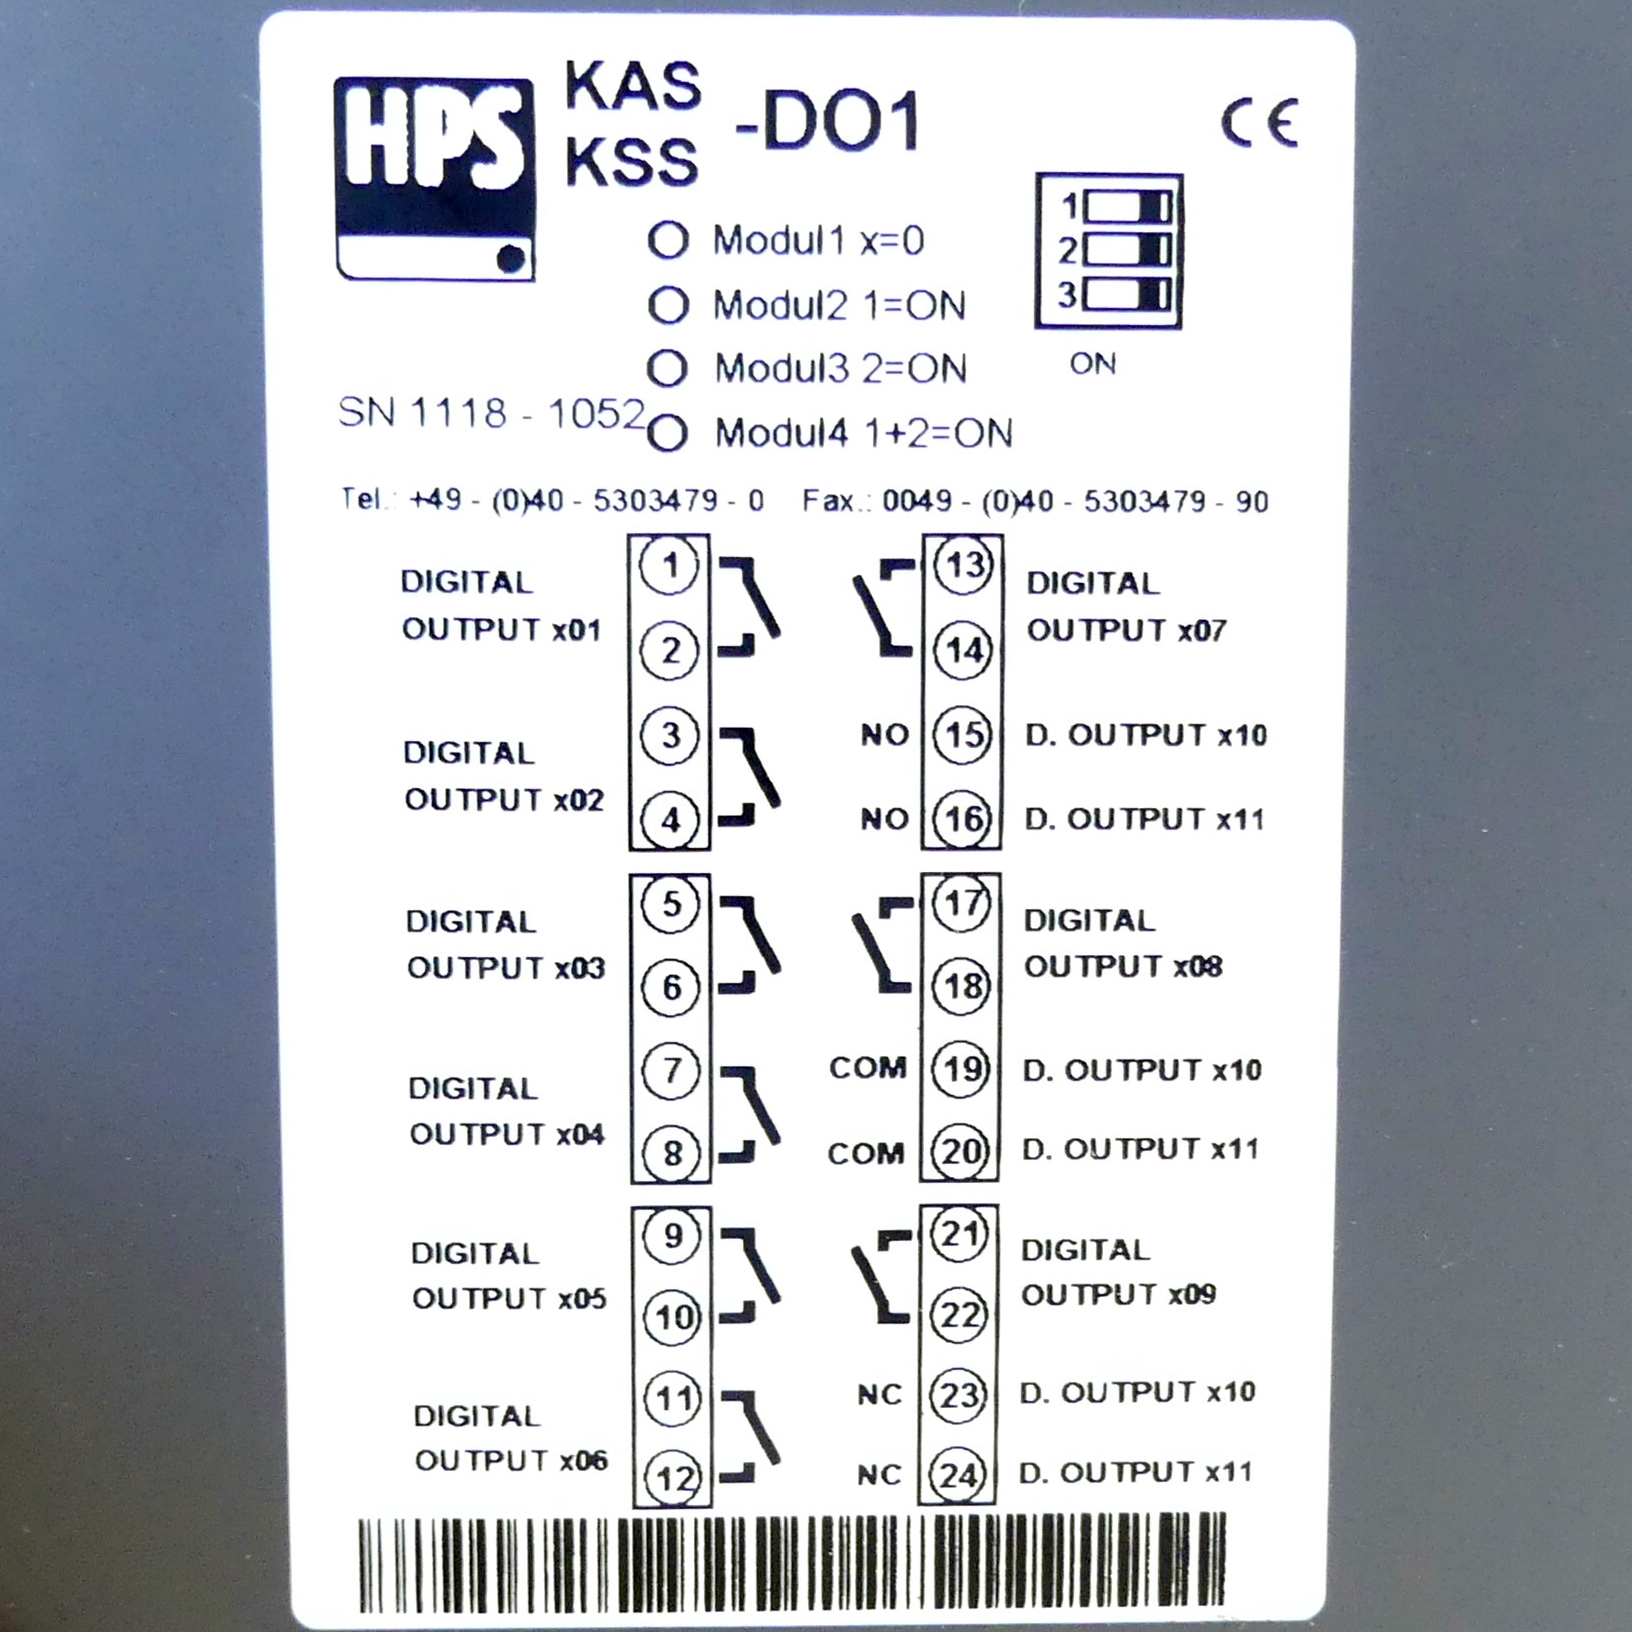 HPS
KAS
KSS
-DO1
CE
1
2
3
ON
Modul1 x=0
Modul2 1=ON
Modul3 2=ON
Modul4 1+2=ON
SN 1118 - 1052
Tel.: +49 - (0)40 - 5303479 - 0 Fax.: 0049 - (0)40 - 5303479 - 90
DIGITAL
OUTPUT x01
1
2
DIGITAL
OUTPUT x02
3
4
DIGITAL
OUTPUT x03
5
6
DIGITAL
OUTPUT x04
7
8
DIGITAL
OUTPUT x05
9
10
DIGITAL
OUTPUT x06
11
12
13
14
DIGITAL
OUTPUT x07
NO 15 D. OUTPUT x10
NO 16 D. OUTPUT x11
17
18
DIGITAL
OUTPUT x08
COM 19 D. OUTPUT x10
COM 20 D. OUTPUT x11
21
22
DIGITAL
OUTPUT x09
NC 23 D. OUTPUT x10
NC 24 D. OUTPUT x11